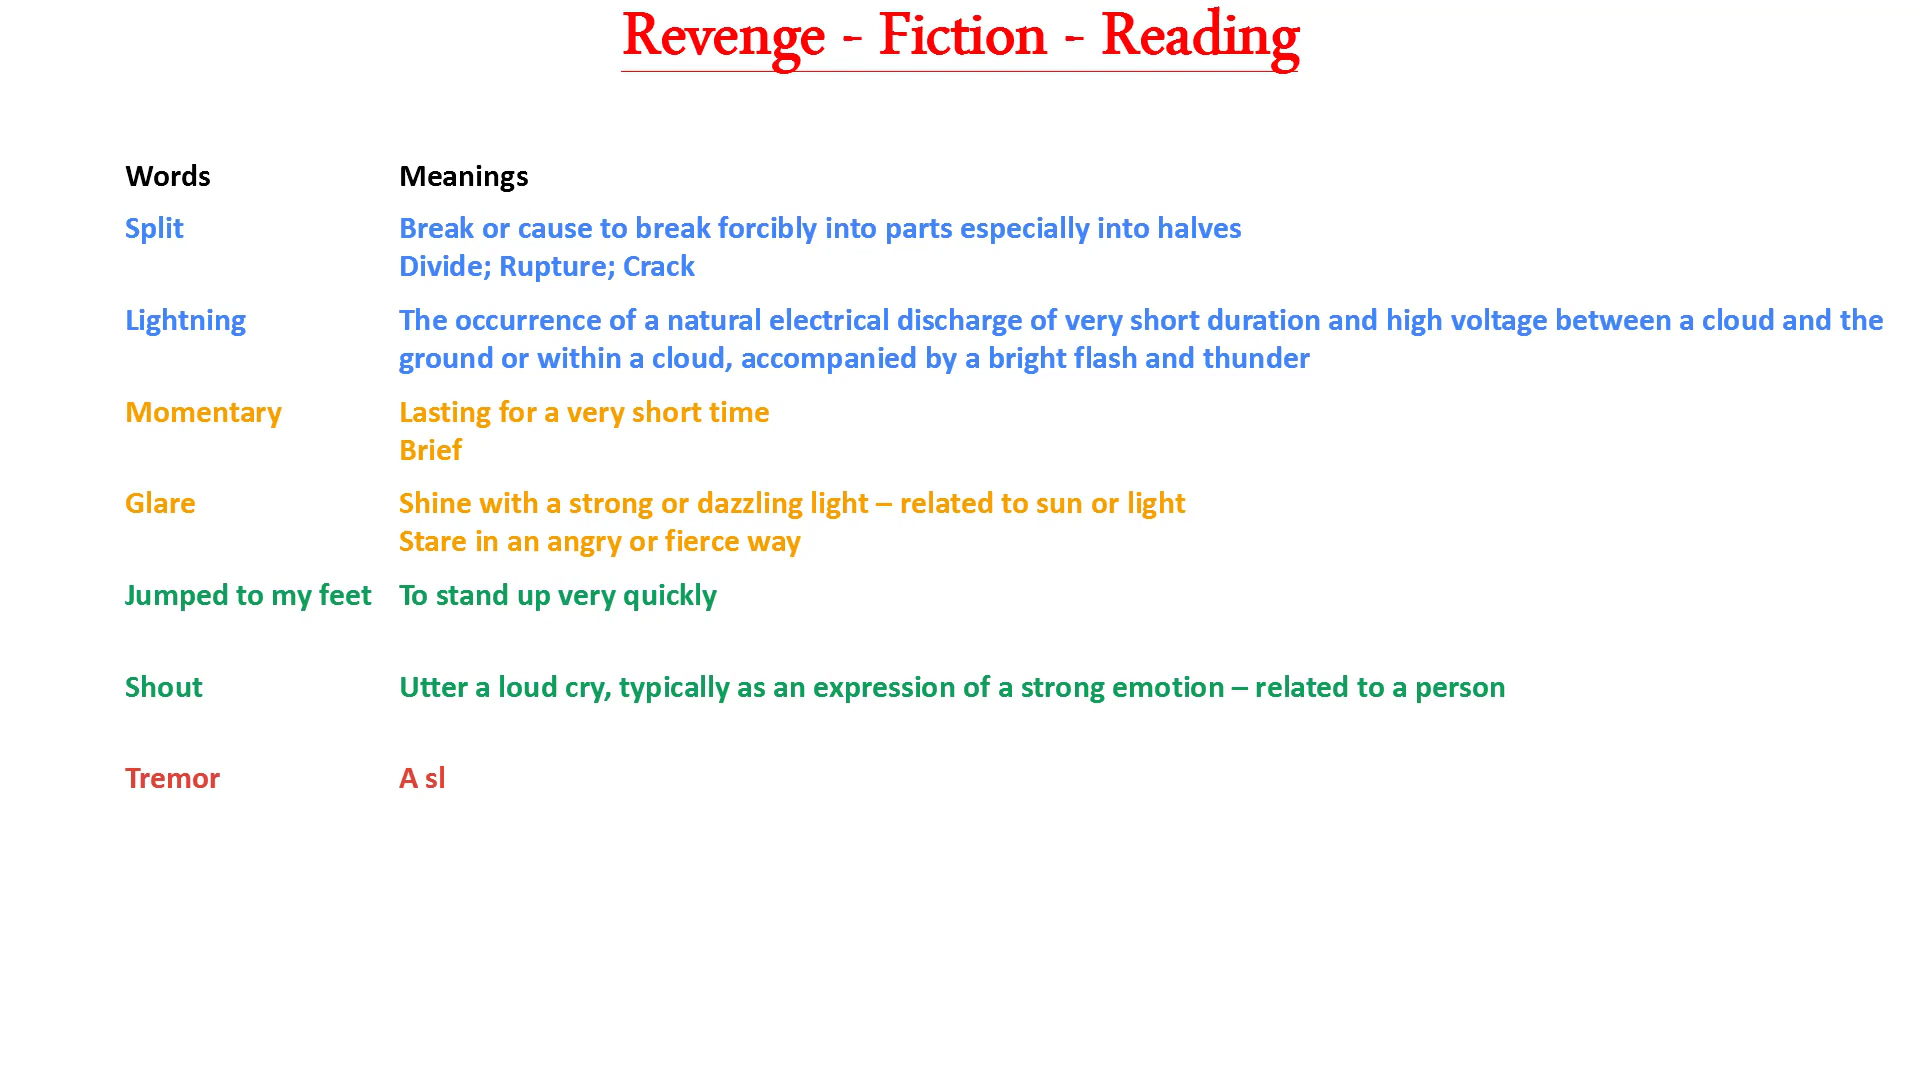 Revenge - Fiction - Reading
Words Meanings
Split Break or cause to break forcibly into parts especially into halves
Divide; Rupture; Crack
Lightning The occurrence of a natural electrical discharge of very short duration and high voltage between a cloud and the
ground or within a cloud, accompanied by a bright flash and thunder
Momentary Lasting for a very short time
Brief
Glare Shine with a strong or dazzling light – related to sun or light
Stare in an angry or fierce way
Jumped to my feet To stand up very quickly
Shout Utter a loud cry, typically as an expression of a strong emotion – related to a person
Tremor A sl